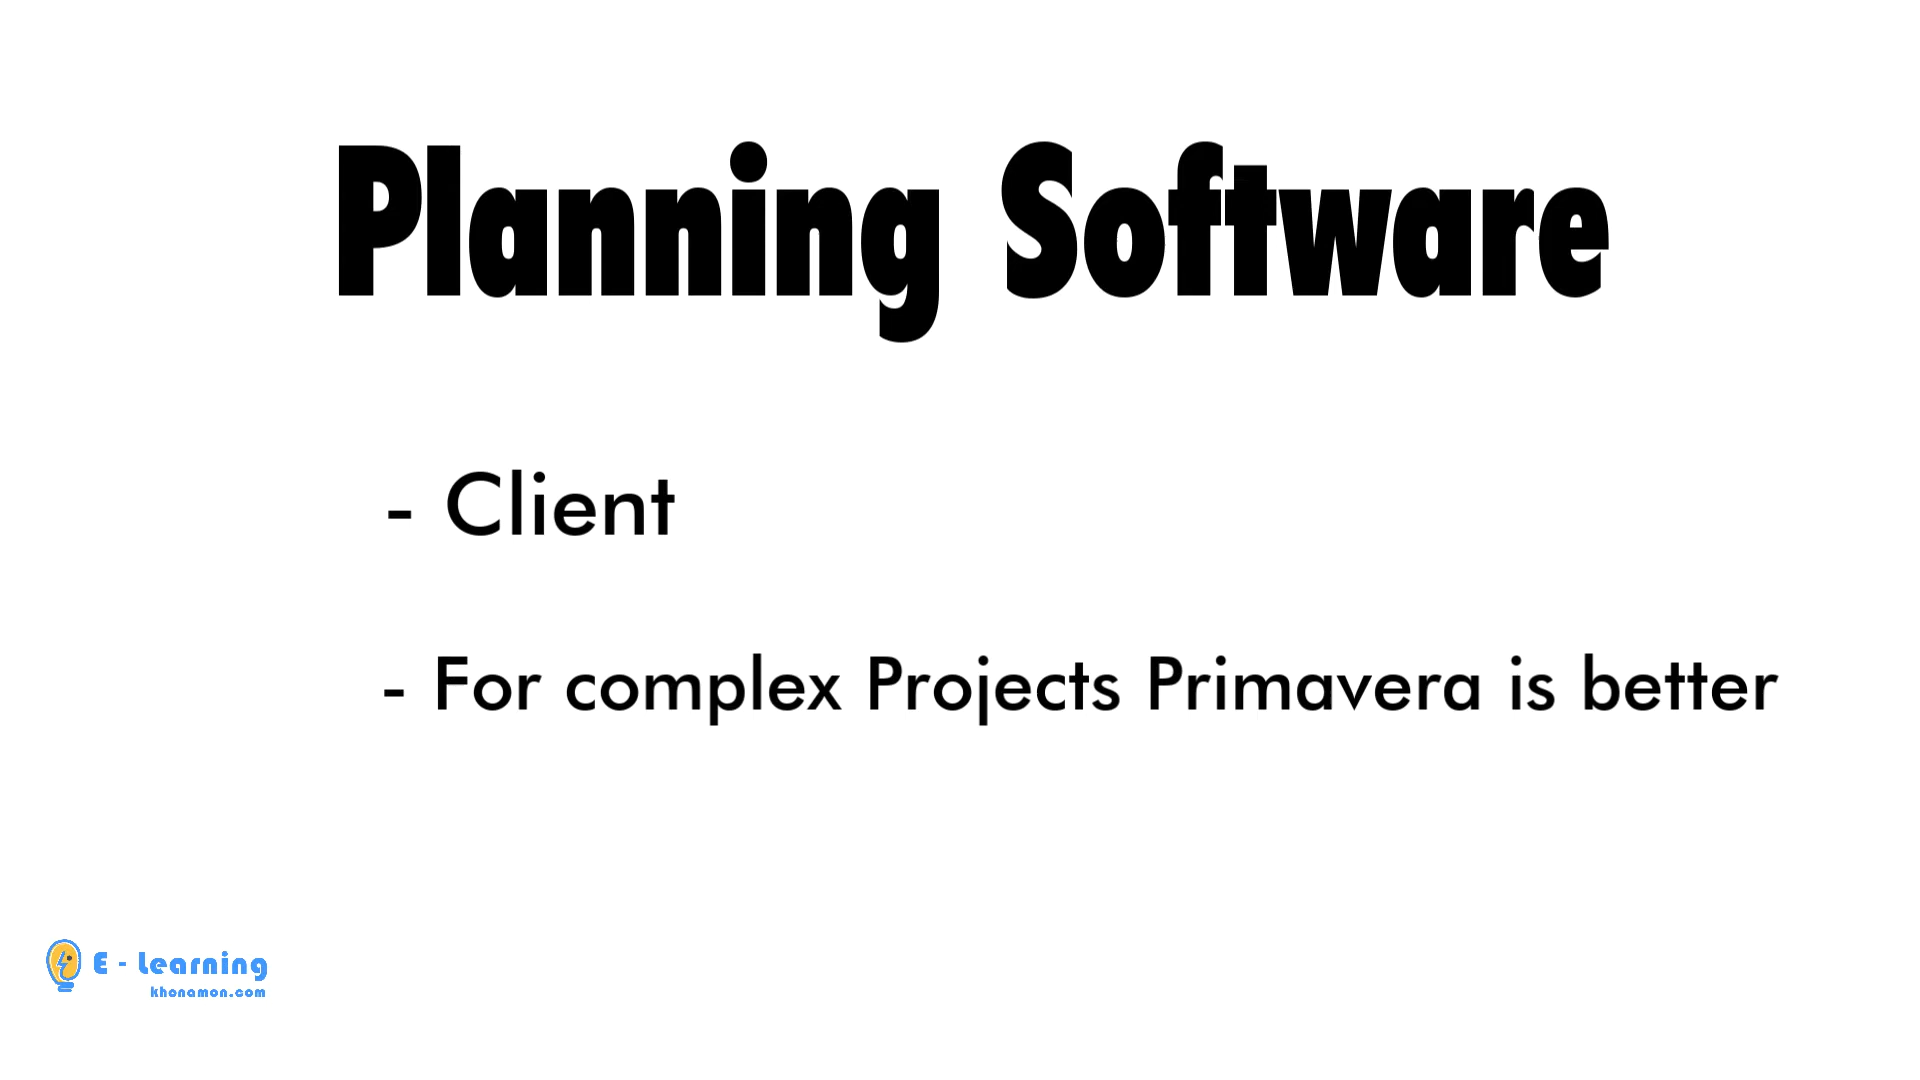 Planning Software
- Client
- For complex Projects Primavera is better
E - Learning
khonamon.com